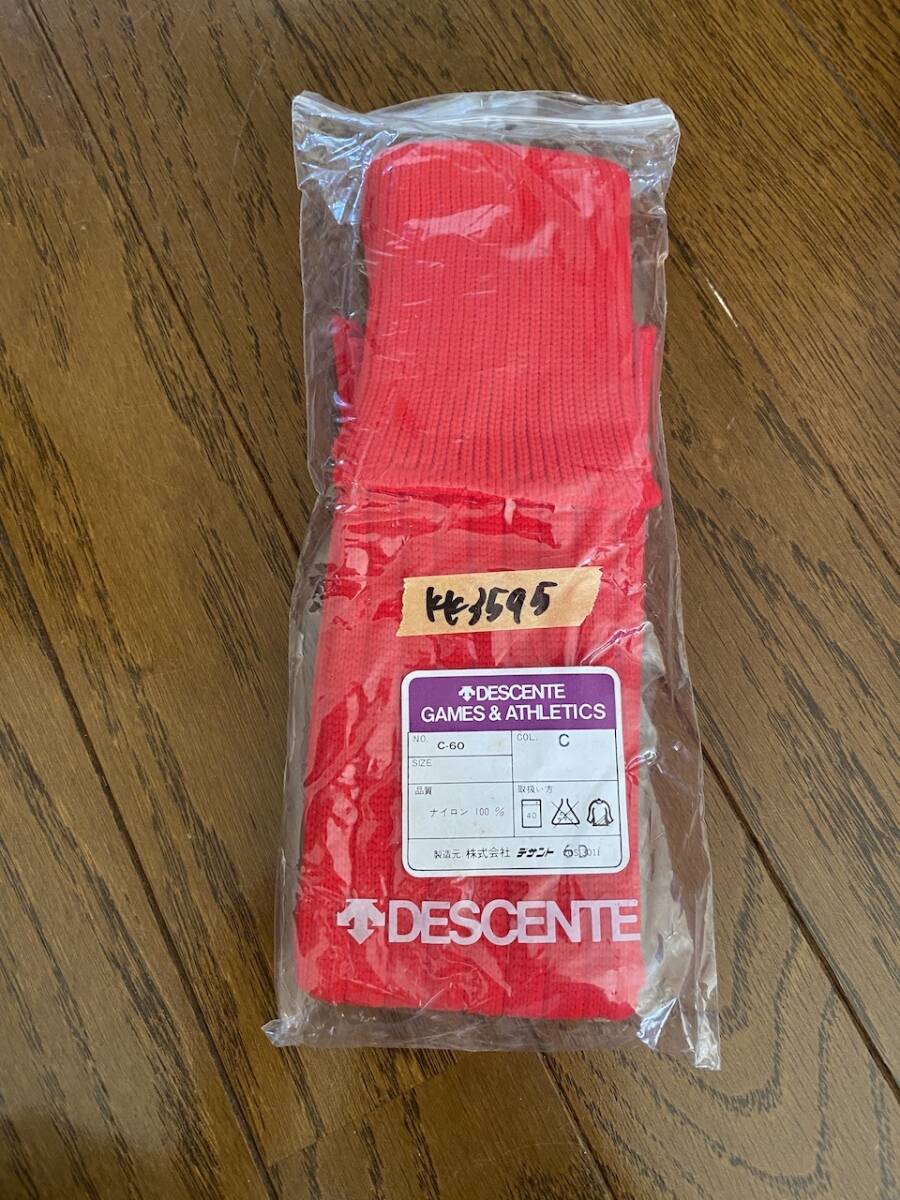 KK3595
DESCENTE
GAMES & ATHLETICS
NO. C-60
COL. C
SIZE
品質
取扱い方
ナイロン 100%
40
製造元 株式会社 デサント
DESCENTE